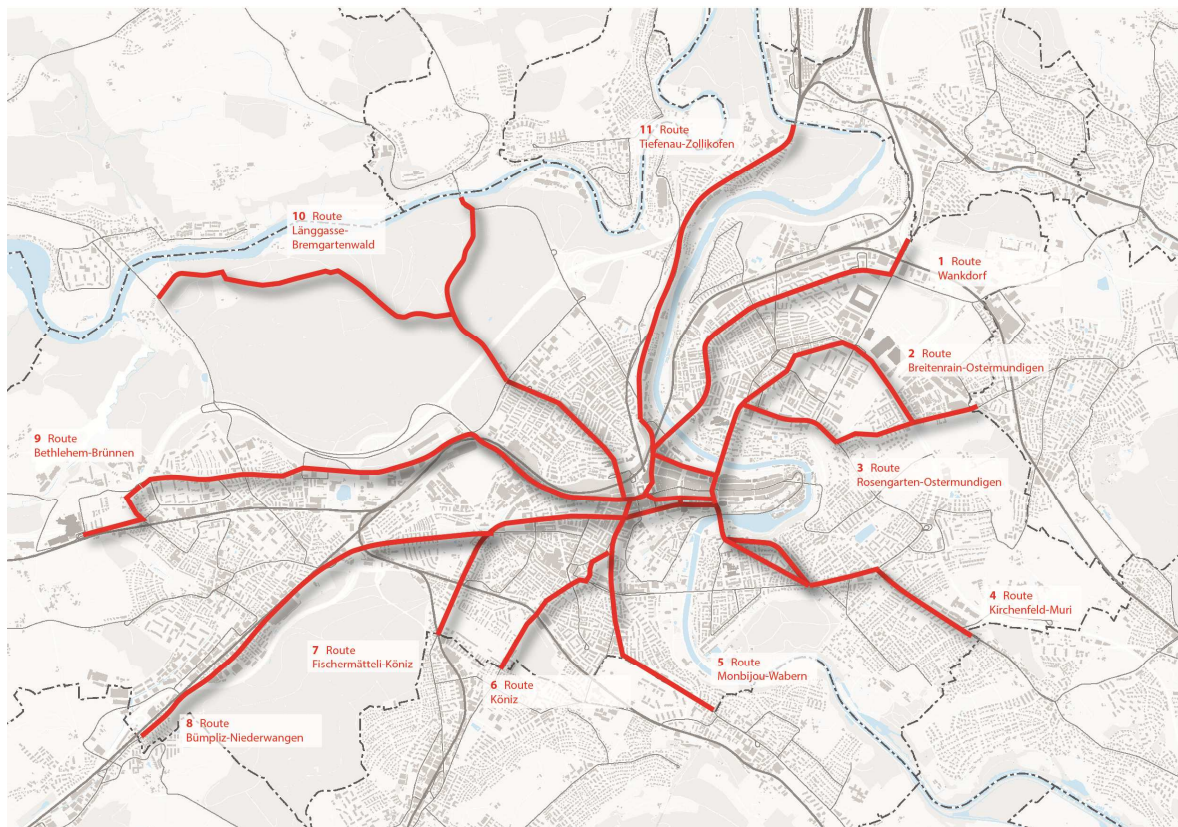 11 Route
Tiefenau-Zollikofen
10 Route
Länggasse-
Bremgartenwald
1 Route
Wankdorf
2 Route
Breitenrain-Ostermundigen
9 Route
Bethlehem-Brünnen
3 Route
Rosengarten-Ostermundigen
4 Route
Kirchenfeld-Muri
7 Route
Fischermätteli-Köniz
5 Route
Monbijou-Wabern
6 Route
Köniz
8 Route
Bümpliz-Niederwangen